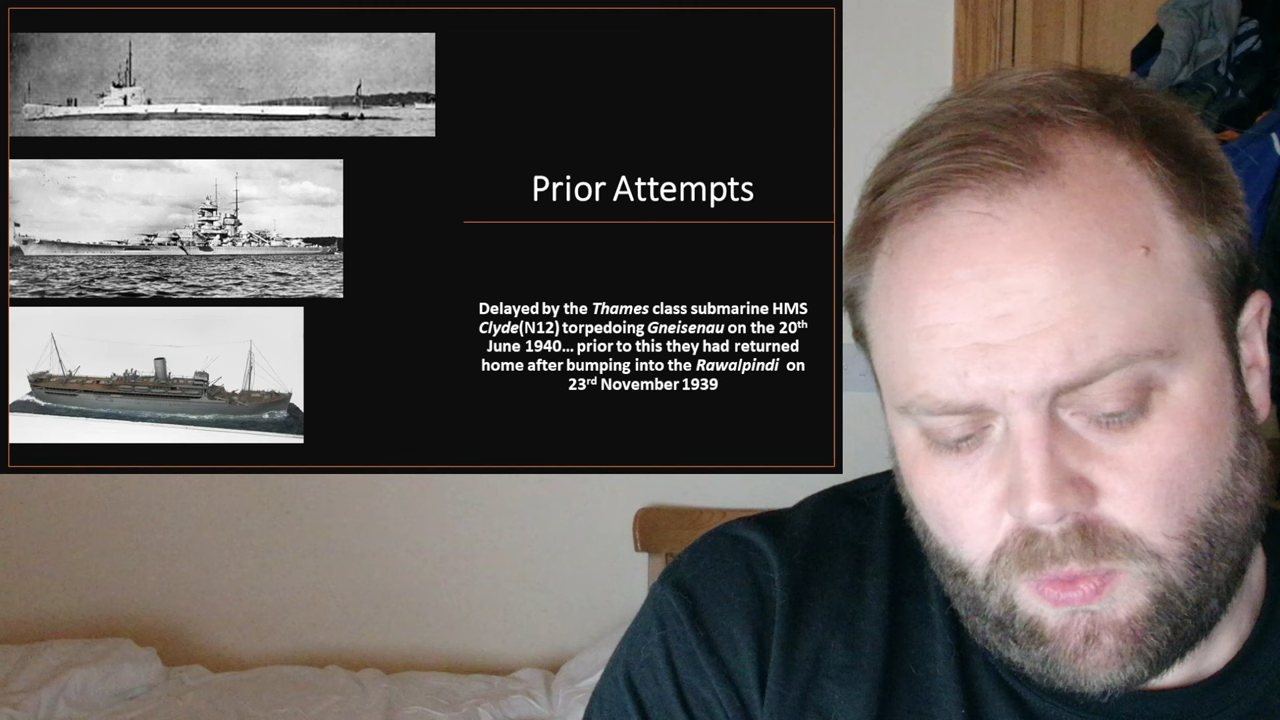 Prior Attempts
Delayed by the Thames class submarine HMS
Clyde(N12) torpedoing Gneisenau on the 20th
June 1940... prior to this they had returned
home after bumping into the Rawalpindi on
23rd November 1939